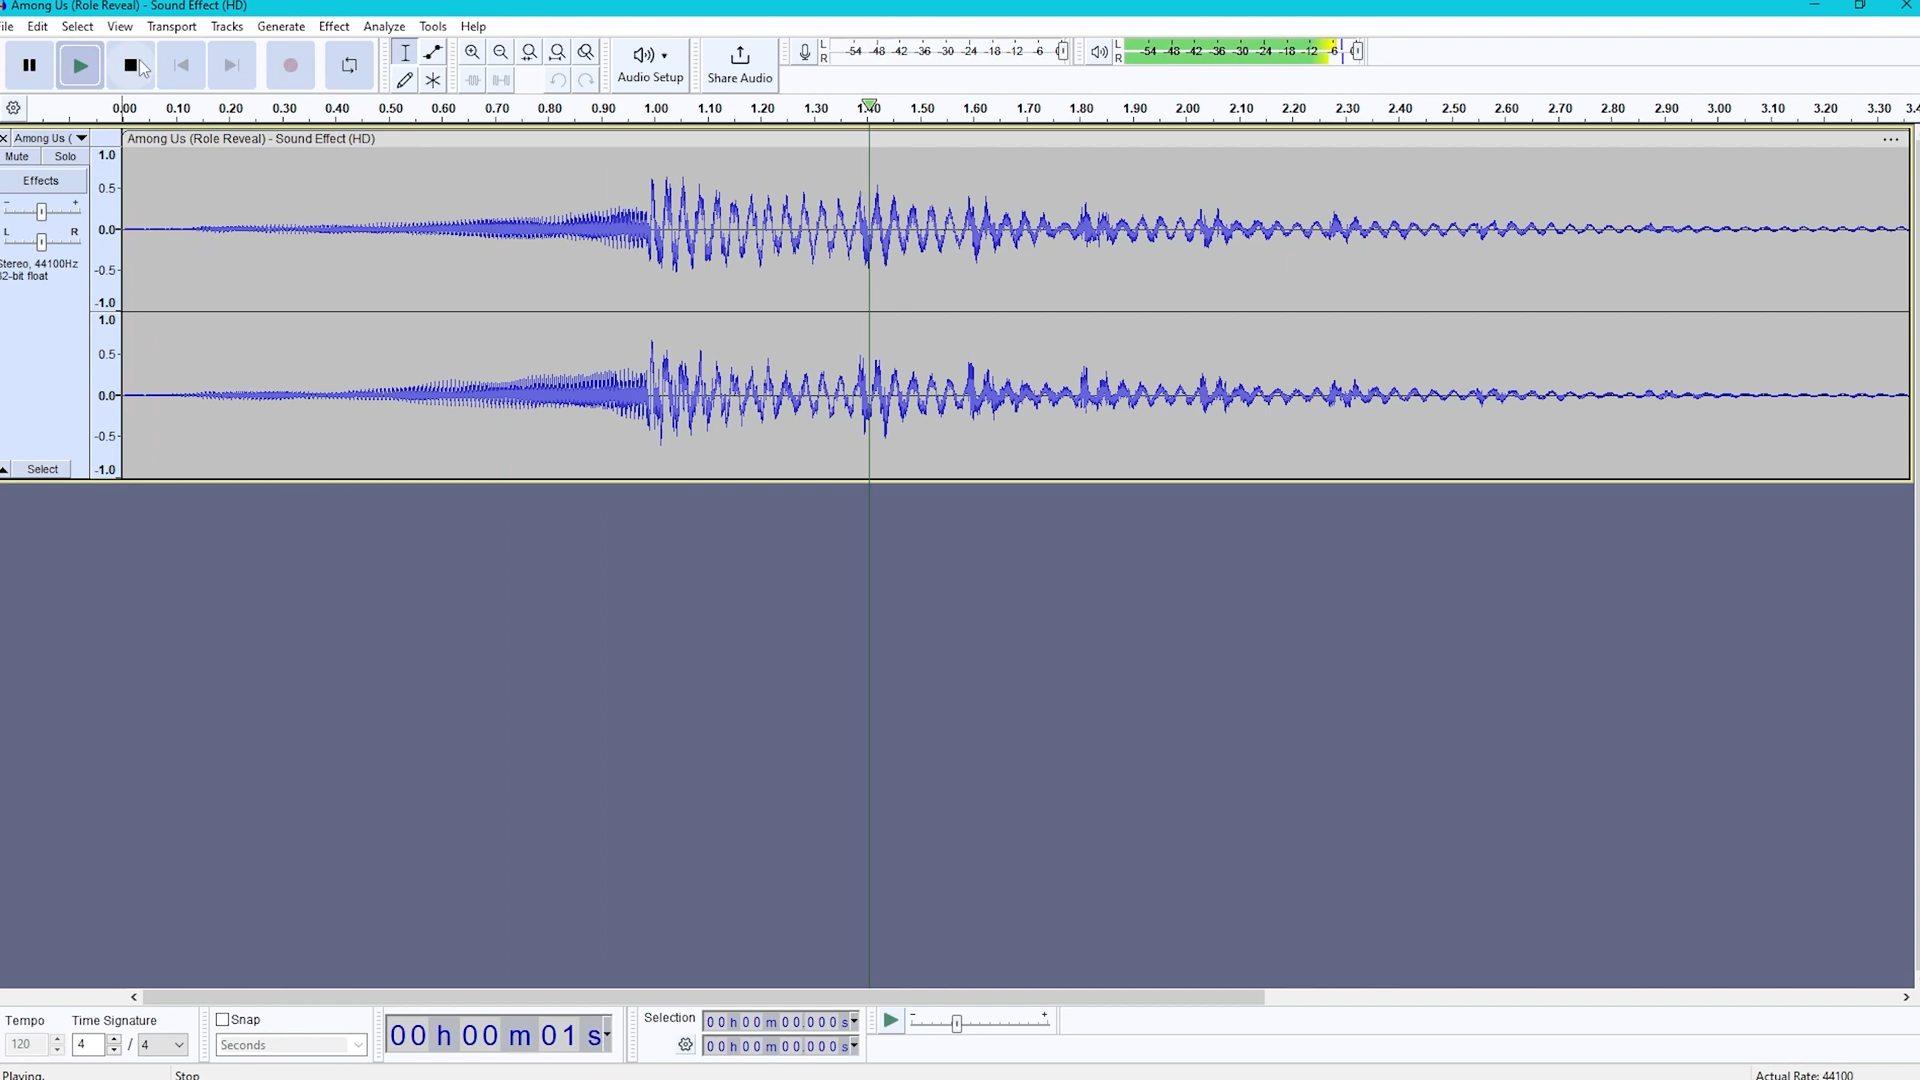 Among Us (Role Reveal) - Sound Effect (HD)
ile Edit Select View Transport Tracks Generate Effect Analyze Tools Help
Audio Setup
Share Audio
L R -54 -48 -42 -36 -30 -24 -18 -12 -6 0
L R -54 -48 -42 -36 -30 -24 -18 -12 -6 0
0.00 0.10 0.20 0.30 0.40 0.50 0.60 0.70 0.80 0.90 1.00 1.10 1.20 1.30 1.40 1.50 1.60 1.70 1.80 1.90 2.00 2.10 2.20 2.30 2.40 2.50 2.60 2.70 2.80 2.90 3.00 3.10 3.20 3.30 3.4
Among Us (
Among Us (Role Reveal) - Sound Effect (HD)
Mute Solo
Effects
- +
L R
Stereo, 44100Hz
32-bit float
Select
1.0
0.5
0.0
-0.5
-1.0
1.0
0.5
0.0
-0.5
-1.0
Tempo
120
Time Signature
4 / 4
Snap
Seconds
00 h 00 m 01 s
Selection
00 h 00 m 00.000 s
00 h 00 m 00.000 s
- +
Playing.
Stop
Actual Rate: 44100